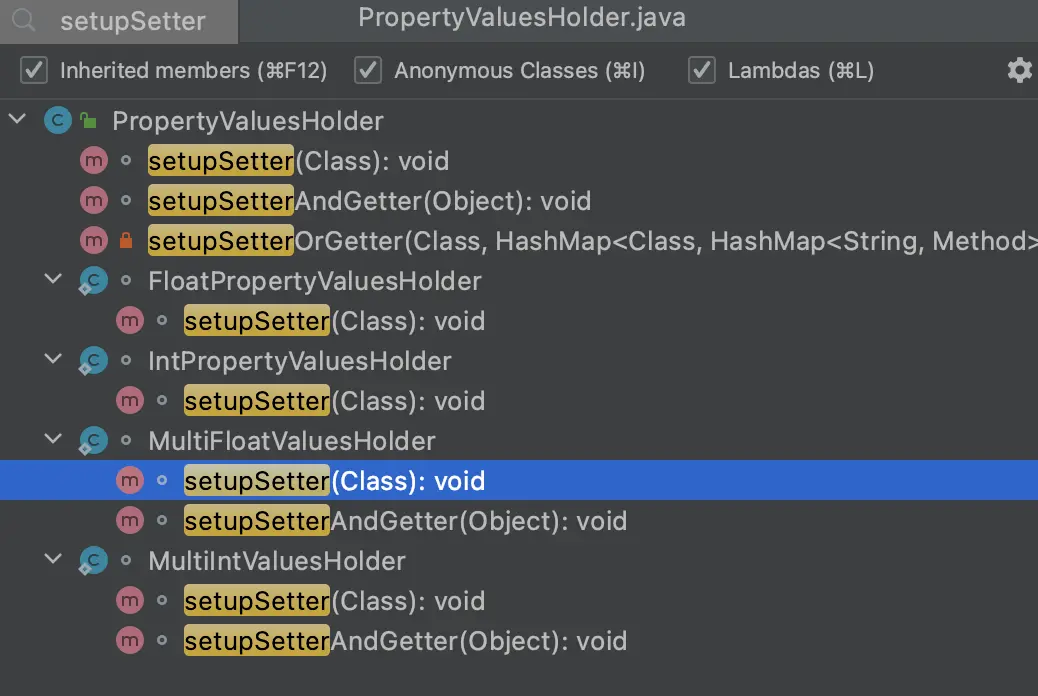 setupSetter PropertyValuesHolder.java
Inherited members (⌘F12) Anonymous Classes (⌘I) Lambdas (⌘L)
C PropertyValuesHolder
m setupSetter(Class): void
m setupSetterAndGetter(Object): void
m setupSetterOrGetter(Class, HashMap<Class, HashMap<String, Method>
C FloatPropertyValuesHolder
m setupSetter(Class): void
C IntPropertyValuesHolder
m setupSetter(Class): void
C MultiFloatValuesHolder
m setupSetter(Class): void
m setupSetterAndGetter(Object): void
C MultiIntValuesHolder
m setupSetter(Class): void
m setupSetterAndGetter(Object): void